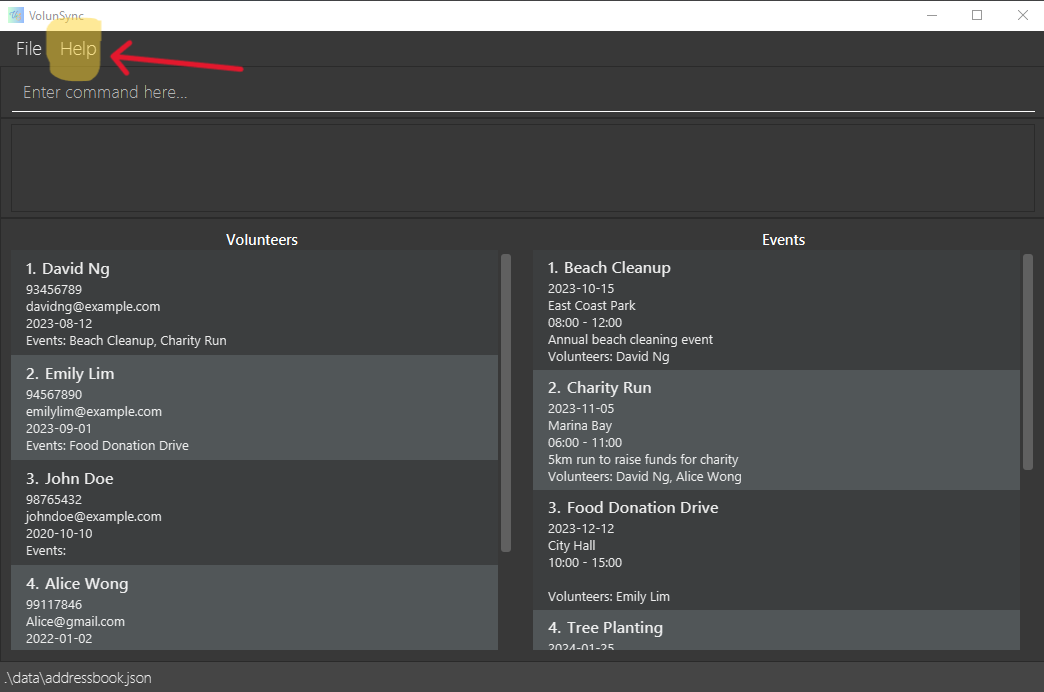 VolunSync
File Help
Enter command here...
Volunteers
1. David Ng
93456789
davidng@example.com
2023-08-12
Events: Beach Cleanup, Charity Run
2. Emily Lim
94567890
emilylim@example.com
2023-09-01
Events: Food Donation Drive
3. John Doe
98765432
johndoe@example.com
2020-10-10
Events:
4. Alice Wong
99117846
Alice@gmail.com
2022-01-02
Events
1. Beach Cleanup
2023-10-15
East Coast Park
08:00 - 12:00
Annual beach cleaning event
Volunteers: David Ng
2. Charity Run
2023-11-05
Marina Bay
06:00 - 11:00
5km run to raise funds for charity
Volunteers: David Ng, Alice Wong
3. Food Donation Drive
2023-12-12
City Hall
10:00 - 15:00
Volunteers: Emily Lim
4. Tree Planting
2024-01-25
.\data\addressbook.json